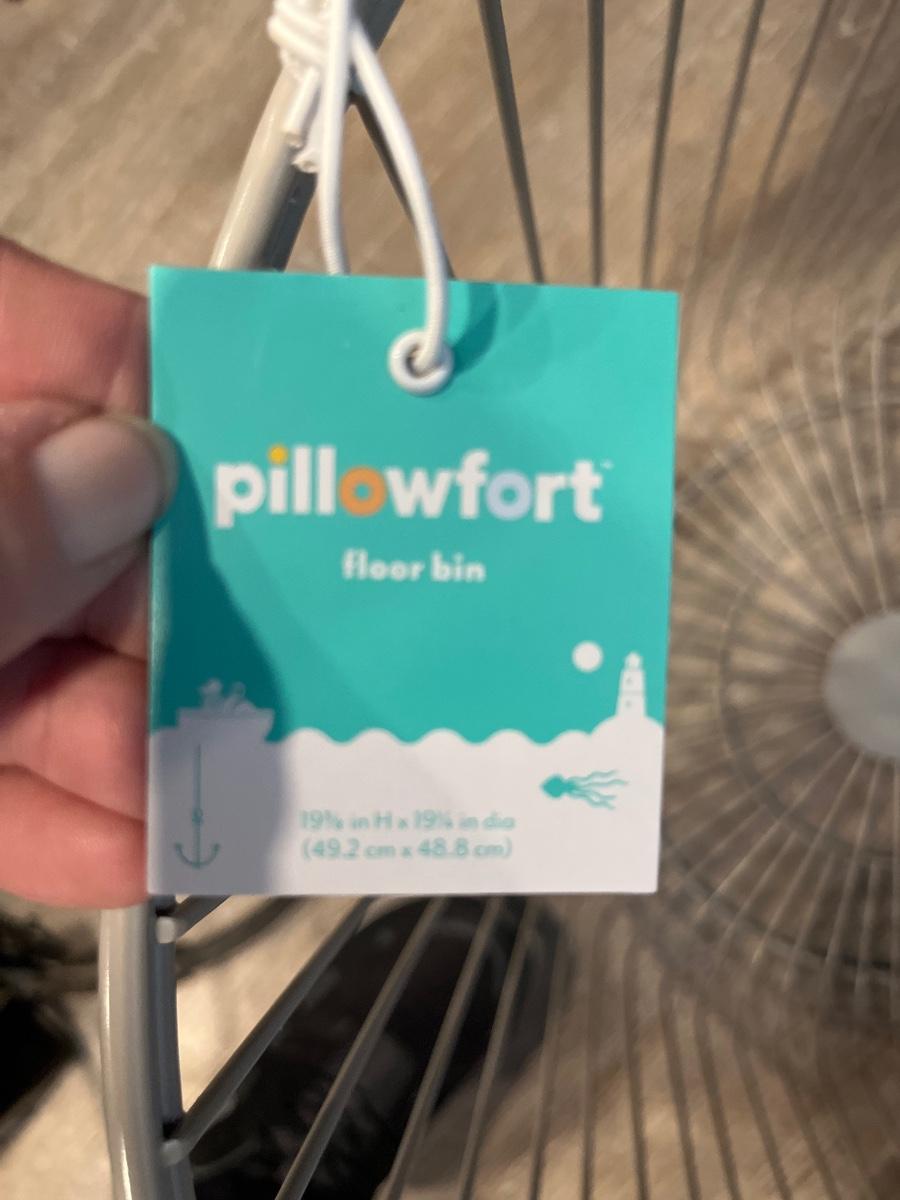 pillowfort™
floor bin
19⅜ in H x 19¼ in dia
(49.2 cm x 48.8 cm)